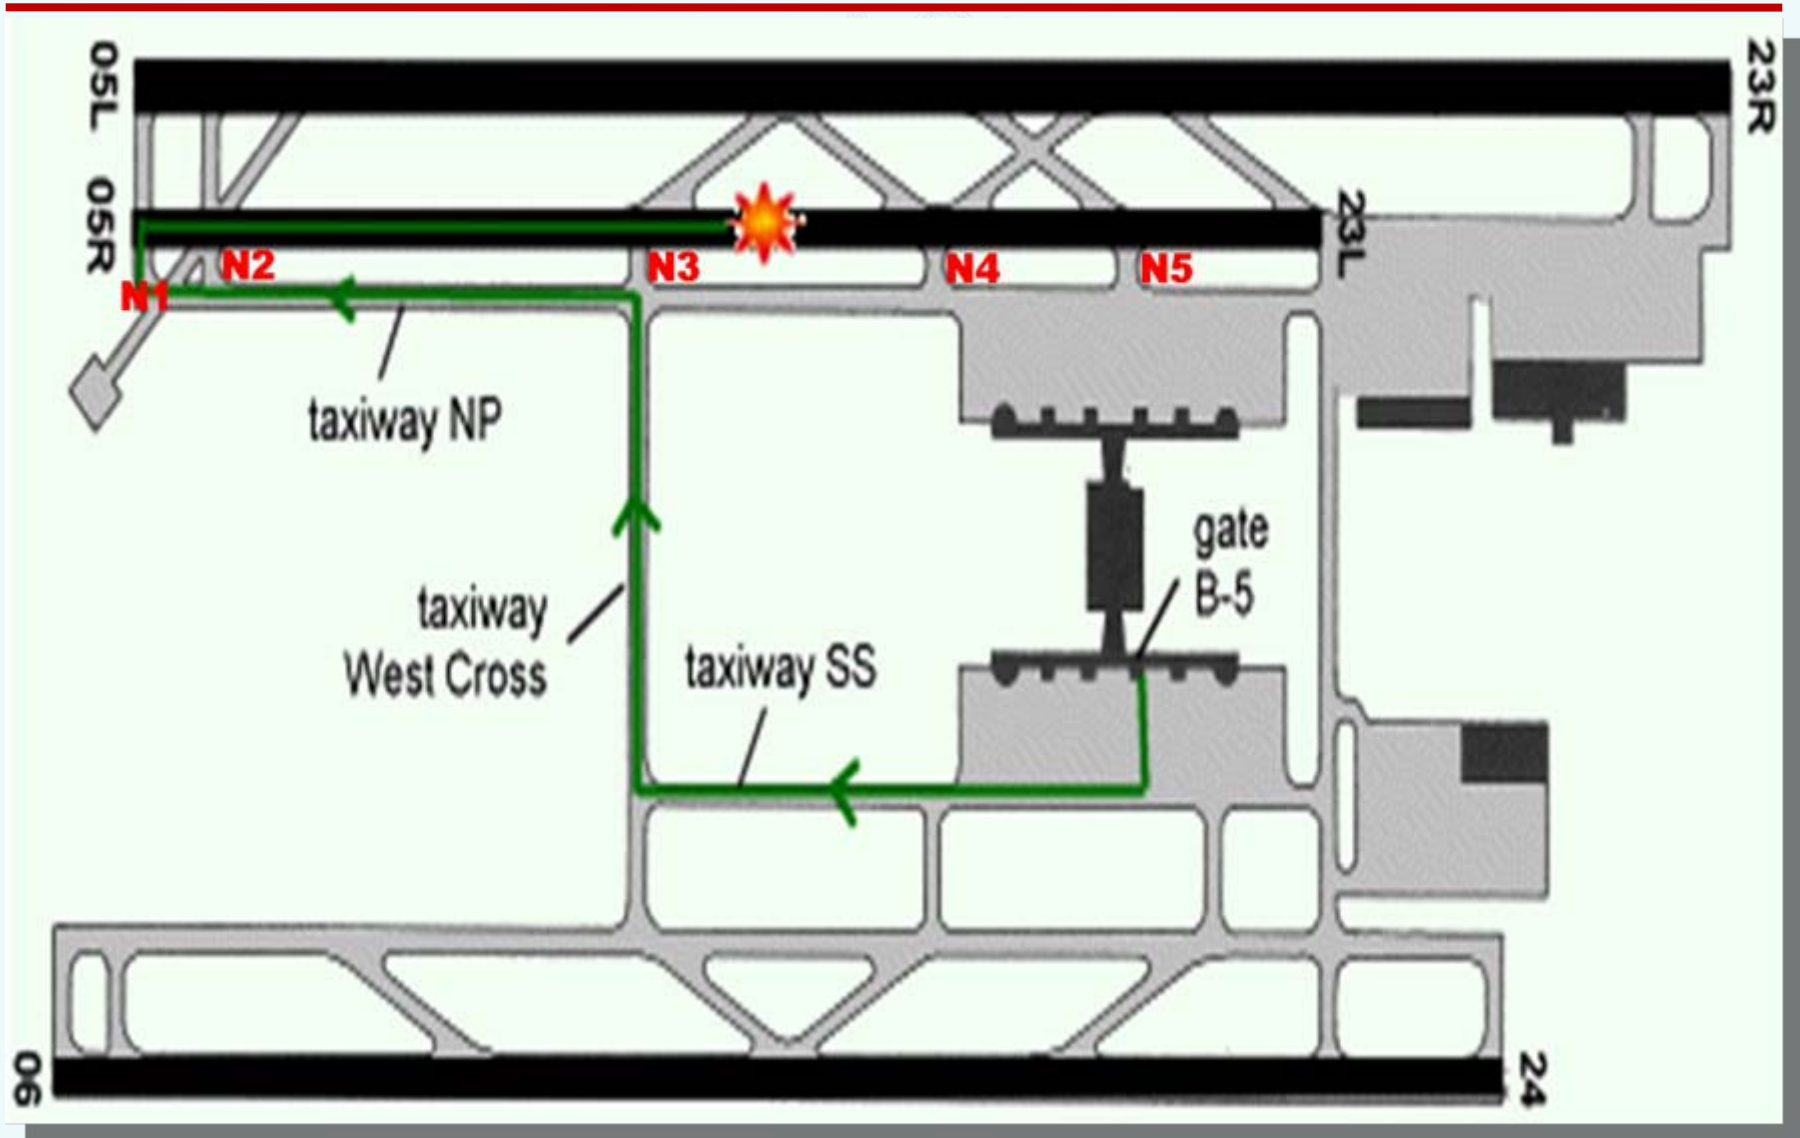 05L
23R
05R
23L
N1
N2
N3
N4
N5
taxiway NP
gate
B-5
taxiway
West Cross
taxiway SS
06
24